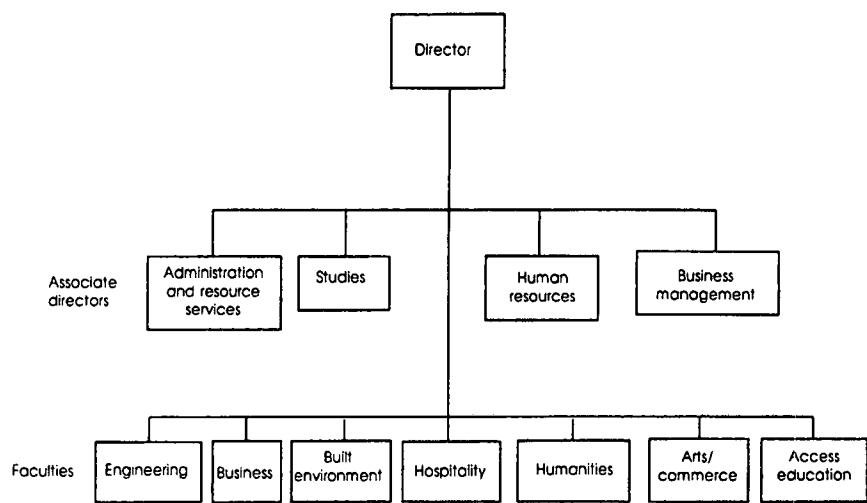 Director
Associate
directors
Administration
and resource
services
Studies
Human
resources
Business
management
Faculties
Engineering
Business
Built
environment
Hospitality
Humanities
Arts/
commerce
Access
education